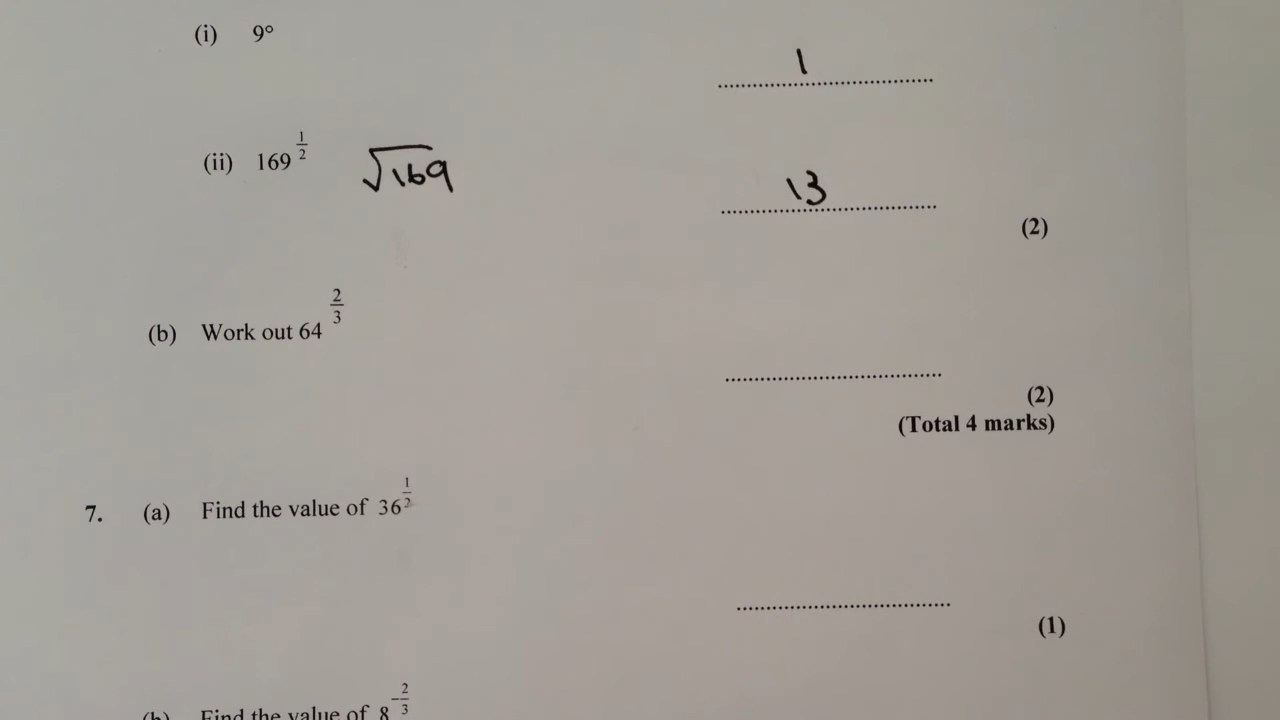 (i) 9° 1
(ii) 169^{1/2} √169 13
(2)
(b) Work out 64^{2/3}
(2)
(Total 4 marks)
7. (a) Find the value of 36^{1/2}
(1)
(b) Find the value of 8^{-2/3}